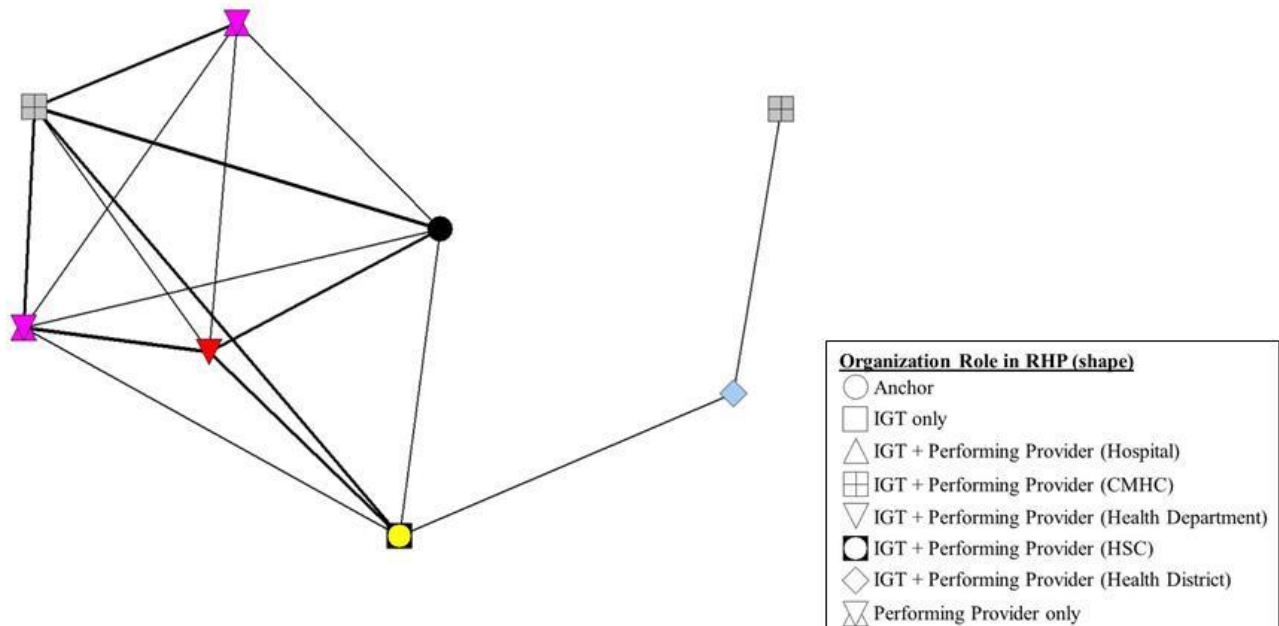 Organization Role in RHP (shape)
Anchor
IGT only
IGT + Performing Provider (Hospital)
IGT + Performing Provider (CMHC)
IGT + Performing Provider (Health Department)
IGT + Performing Provider (HSC)
IGT + Performing Provider (Health District)
Performing Provider only